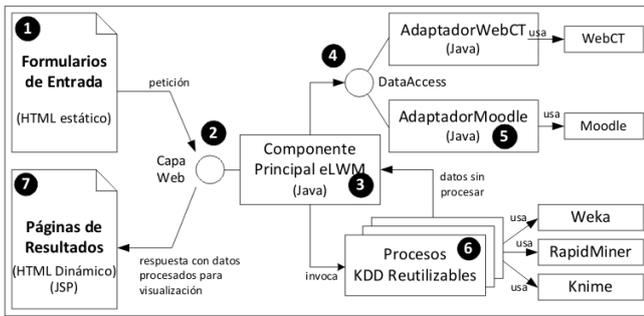 1
Formularios
de Entrada
(HTML estático)
petición
2
Capa
Web
7
Páginas de
Resultados
(HTML Dinámico)
(JSP)
respuesta con datos
procesados para
visualización
Componente
Principal eLWM
(Java)
3
4
DataAccess
AdaptadorWebCT
(Java)
usa
WebCT
AdaptadorMoodle
(Java)
5
usa
Moodle
datos sin
procesar
invoca
Procesos
KDD Reutilizables
6
usa
Weka
usa
RapidMiner
usa
Knime